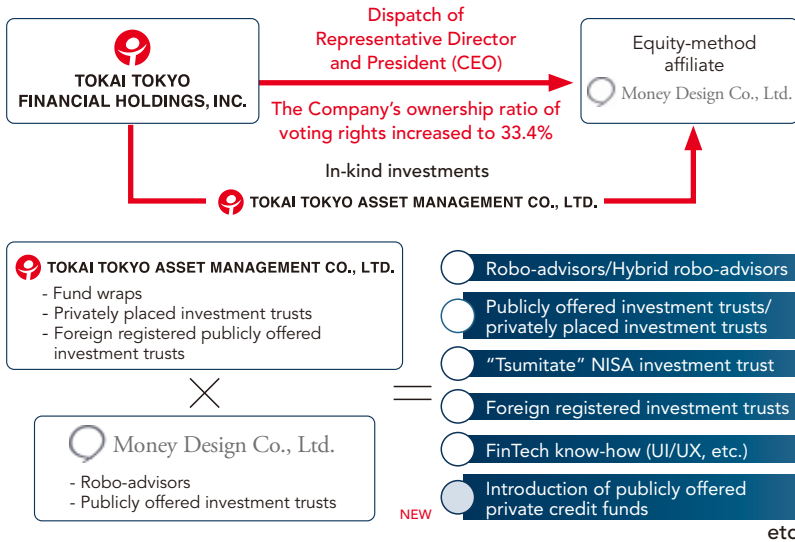 TOKAI TOKYO
FINANCIAL HOLDINGS, INC.
Dispatch of
Representative Director
and President (CEO)
The Company's ownership ratio of
voting rights increased to 33.4%
Equity-method
affiliate
Money Design Co., Ltd.
In-kind investments
TOKAI TOKYO ASSET MANAGEMENT CO., LTD.
TOKAI TOKYO ASSET MANAGEMENT CO., LTD.
- Fund wraps
- Privately placed investment trusts
- Foreign registered publicly offered
investment trusts
Money Design Co., Ltd.
- Robo-advisors
- Publicly offered investment trusts
Robo-advisors/Hybrid robo-advisors
Publicly offered investment trusts/
privately placed investment trusts
“Tsumitate” NISA investment trust
Foreign registered investment trusts
FinTech know-how (UI/UX, etc.)
NEW
Introduction of publicly offered
private credit funds
etc